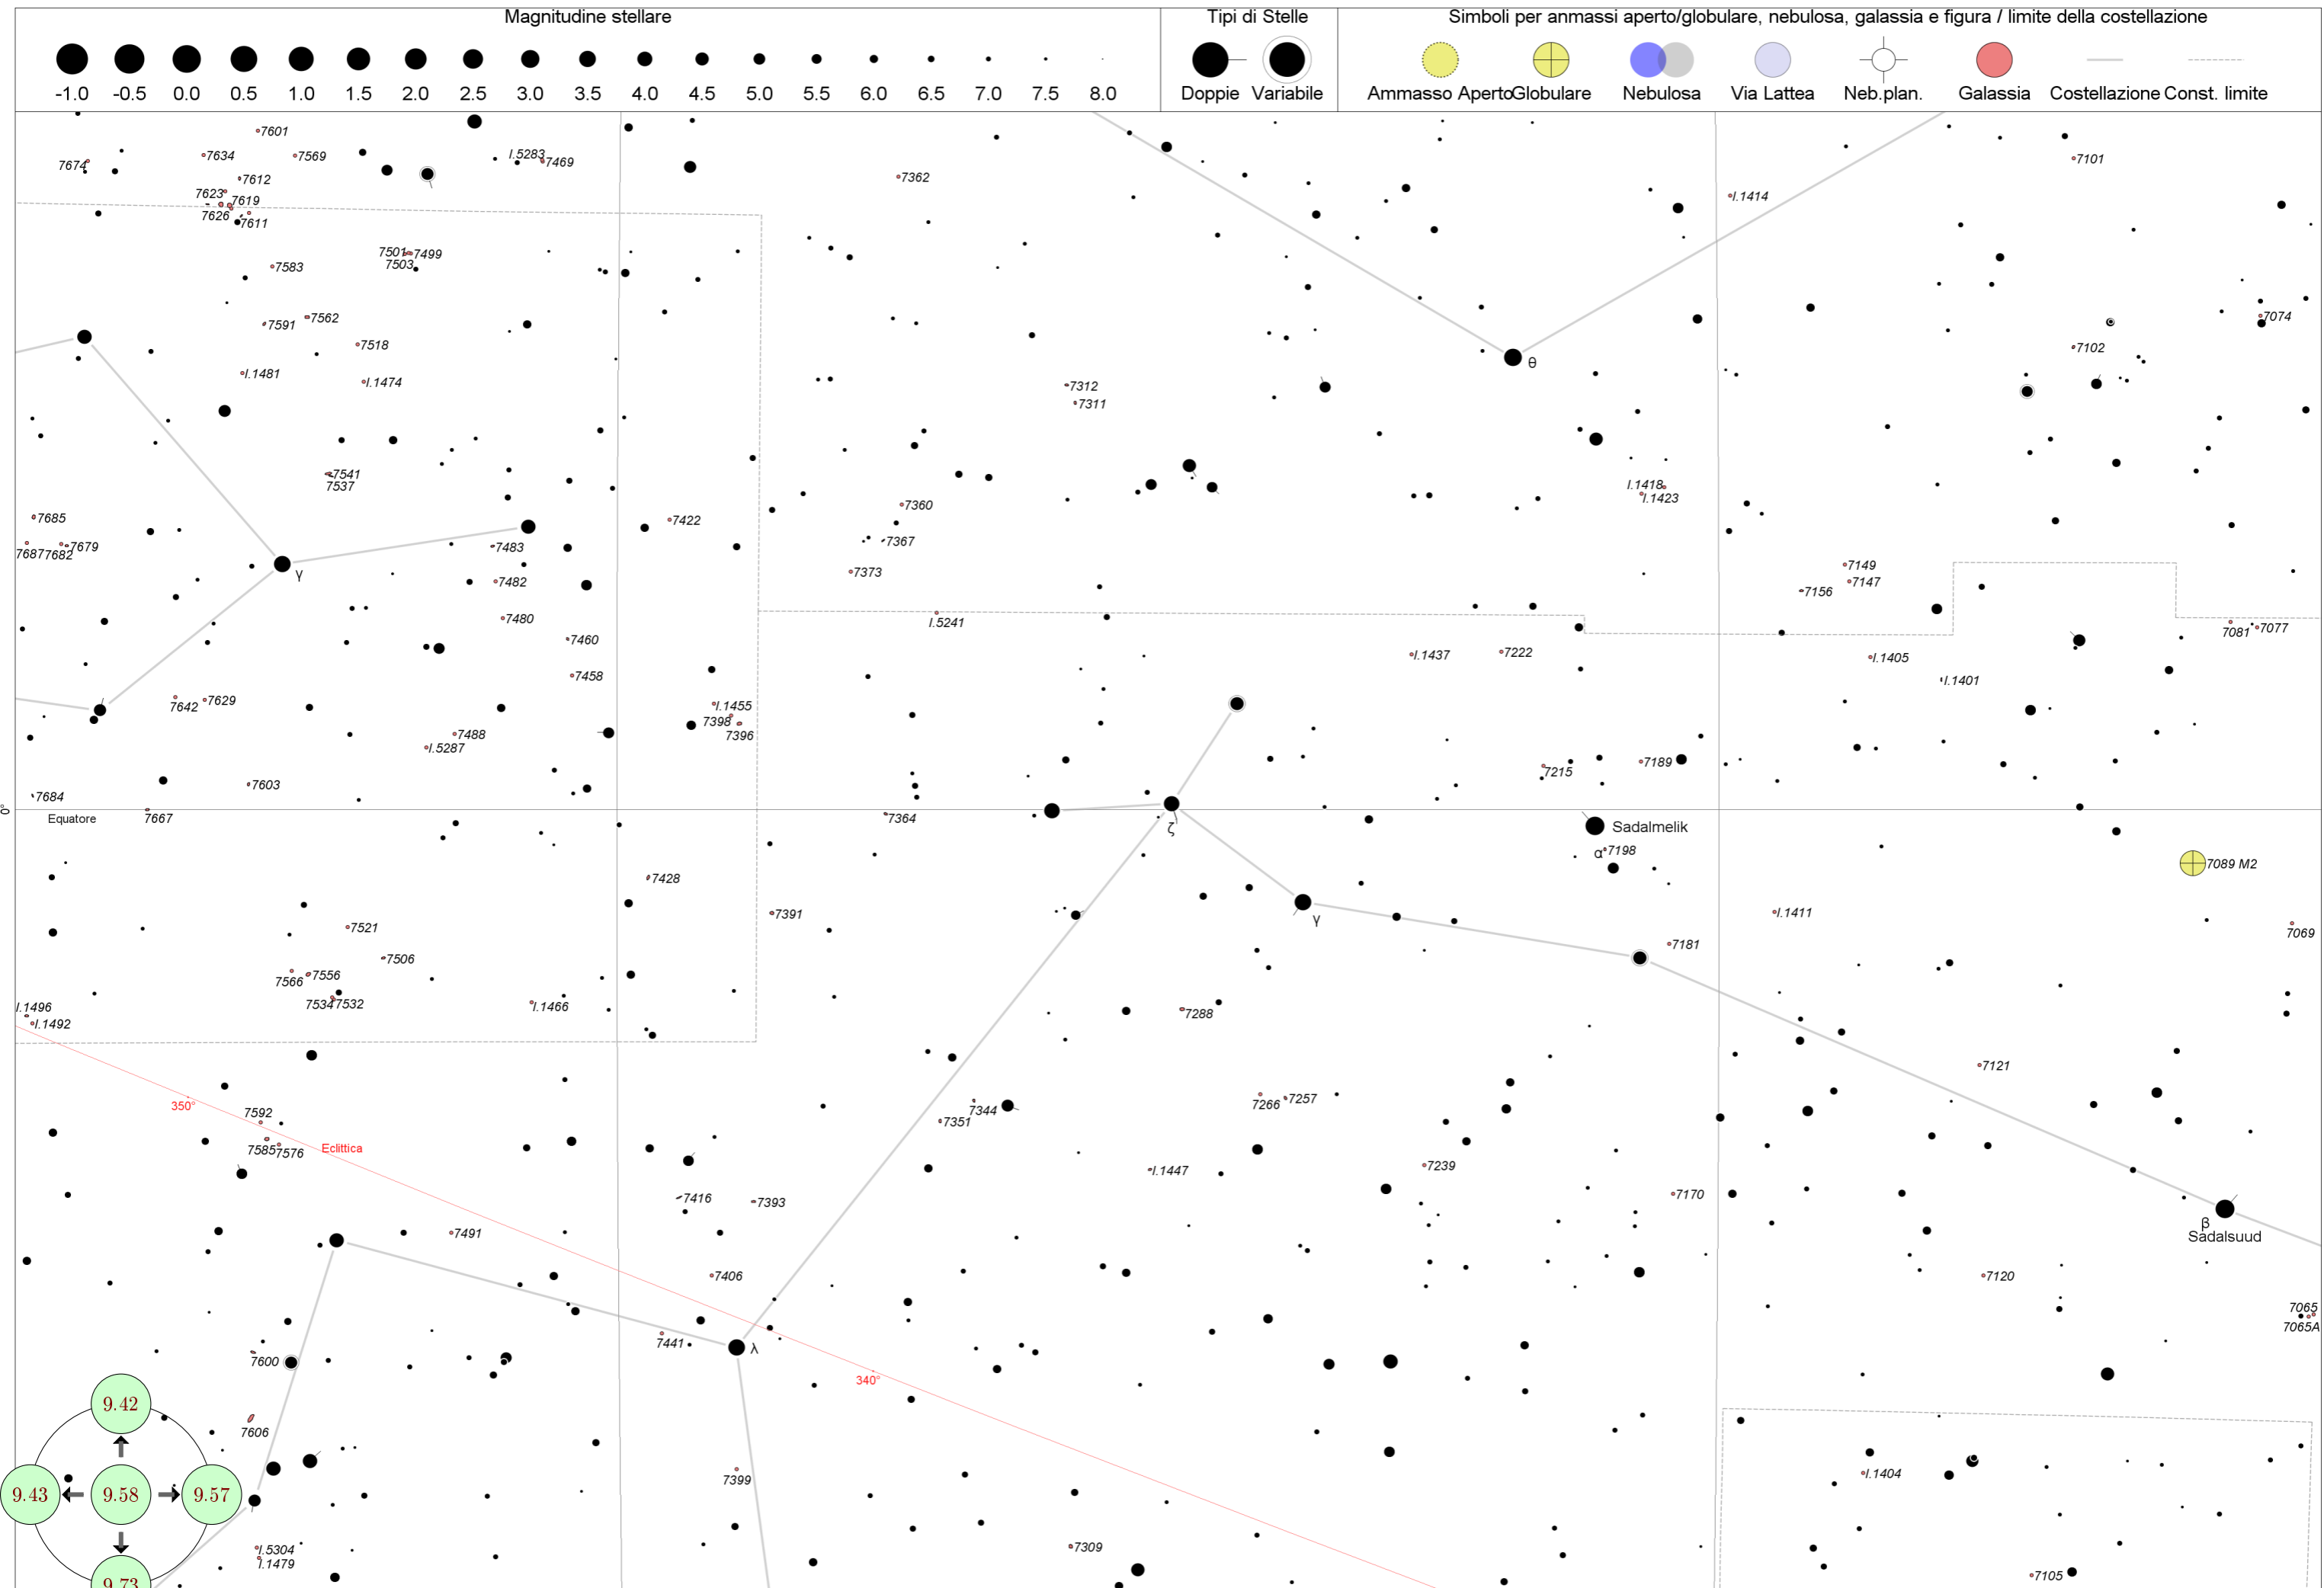 Magnitudine stellare
Tipi di Stelle
Simboli per anmassi aperto/globulare, nebulosa, galassia e figura / limite della costellazione
-1.0 -0.5 0.0 0.5 1.0 1.5 2.0 2.5 3.0 3.5 4.0 4.5 5.0 5.5 6.0 6.5 7.0 7.5 8.0
Doppie Variabile
Ammasso Aperto Globulare Nebulosa Via Lattea Neb.plan. Galassia Costellazione Const. limite
7601
7634 7569 I.5283 7469
7674
7612 7362 7101
7623 7619 I.1414
7626
7611
7501 7499
7503
7583
7591 7562 7074
7518 7102
θ
I.1481 I.1474
7312
7311
7541
7537
I.1418
I.1423
7360
7685 7422
7687 7682 7679 7483 7367
γ 7482 7373 7149
7147
7156
7480 I.5241 7081 7077
7460 I.1437 7222 I.1405
7458 I.1401
7642 7629 I.1455
7398
7396
7488
I.5287
7215 7189
7603
7684
0°
Equatore 7667 7364
ζ Sadalmelik
α 7198
7089 M2
7428
7391 γ I.1411
7521 7069
7506 7181
7566 7556
7534 7532 I.1466
I.1496
I.1492
7288
7121
350°
7592 7344 7266 7257
7351
7585 7576 Eclittica
I.1447 7239
7416 7393 7170
β
Sadalsuud
7491
7406 7120
7065
7065A
7441 λ
7600
340°
9.42
7606
7399 I.1404
9.43 9.58 9.57
I.5304
I.1479
7309
7105
9.73